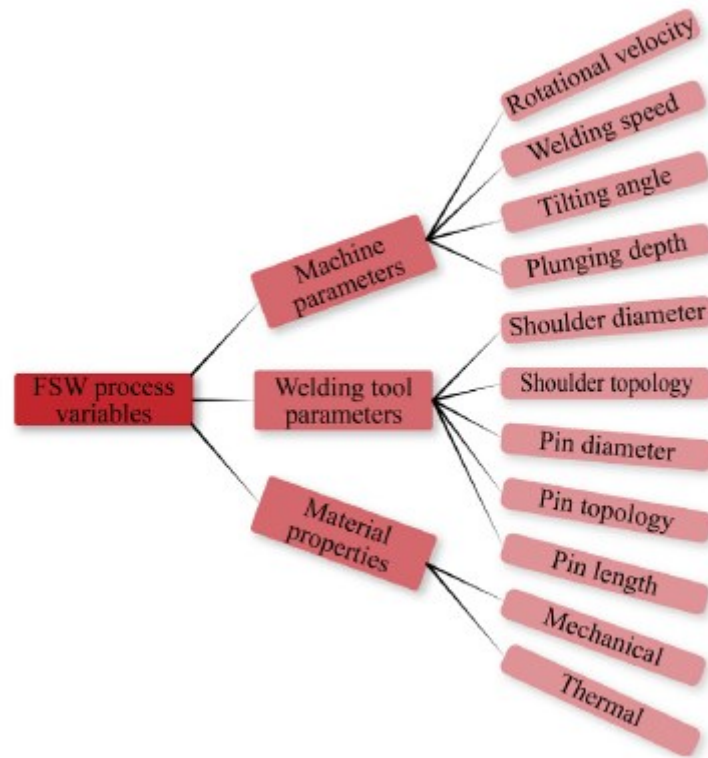 FSW process
variables
Machine
parameters
Welding tool
parameters
Material
properties
Rotational velocity
Welding speed
Tilting angle
Plunging depth
Shoulder diameter
Shoulder topology
Pin diameter
Pin topology
Pin length
Mechanical
Thermal